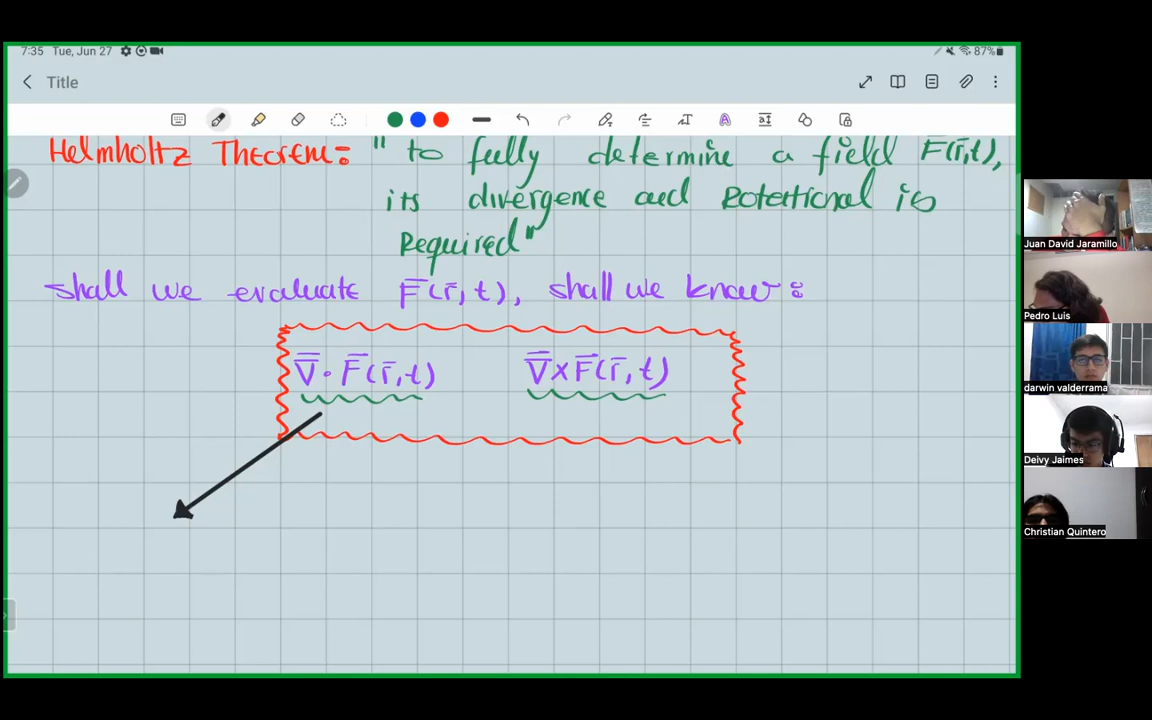 7:35 Tue, Jun 27
87%
Title
Helmholtz Theorem: " to fully determine a field F̅(r̅,t),
its divergence and Rotational is
Required"
shall we evaluate F̅(r̅,t), shall we know:
∇̅·F̅(r̅,t) ∇̅×F̅(r̅,t)
Juan David Jaramillo
Pedro Luis
darwin valderrama
Deivy Jaimes
Christian Quintero